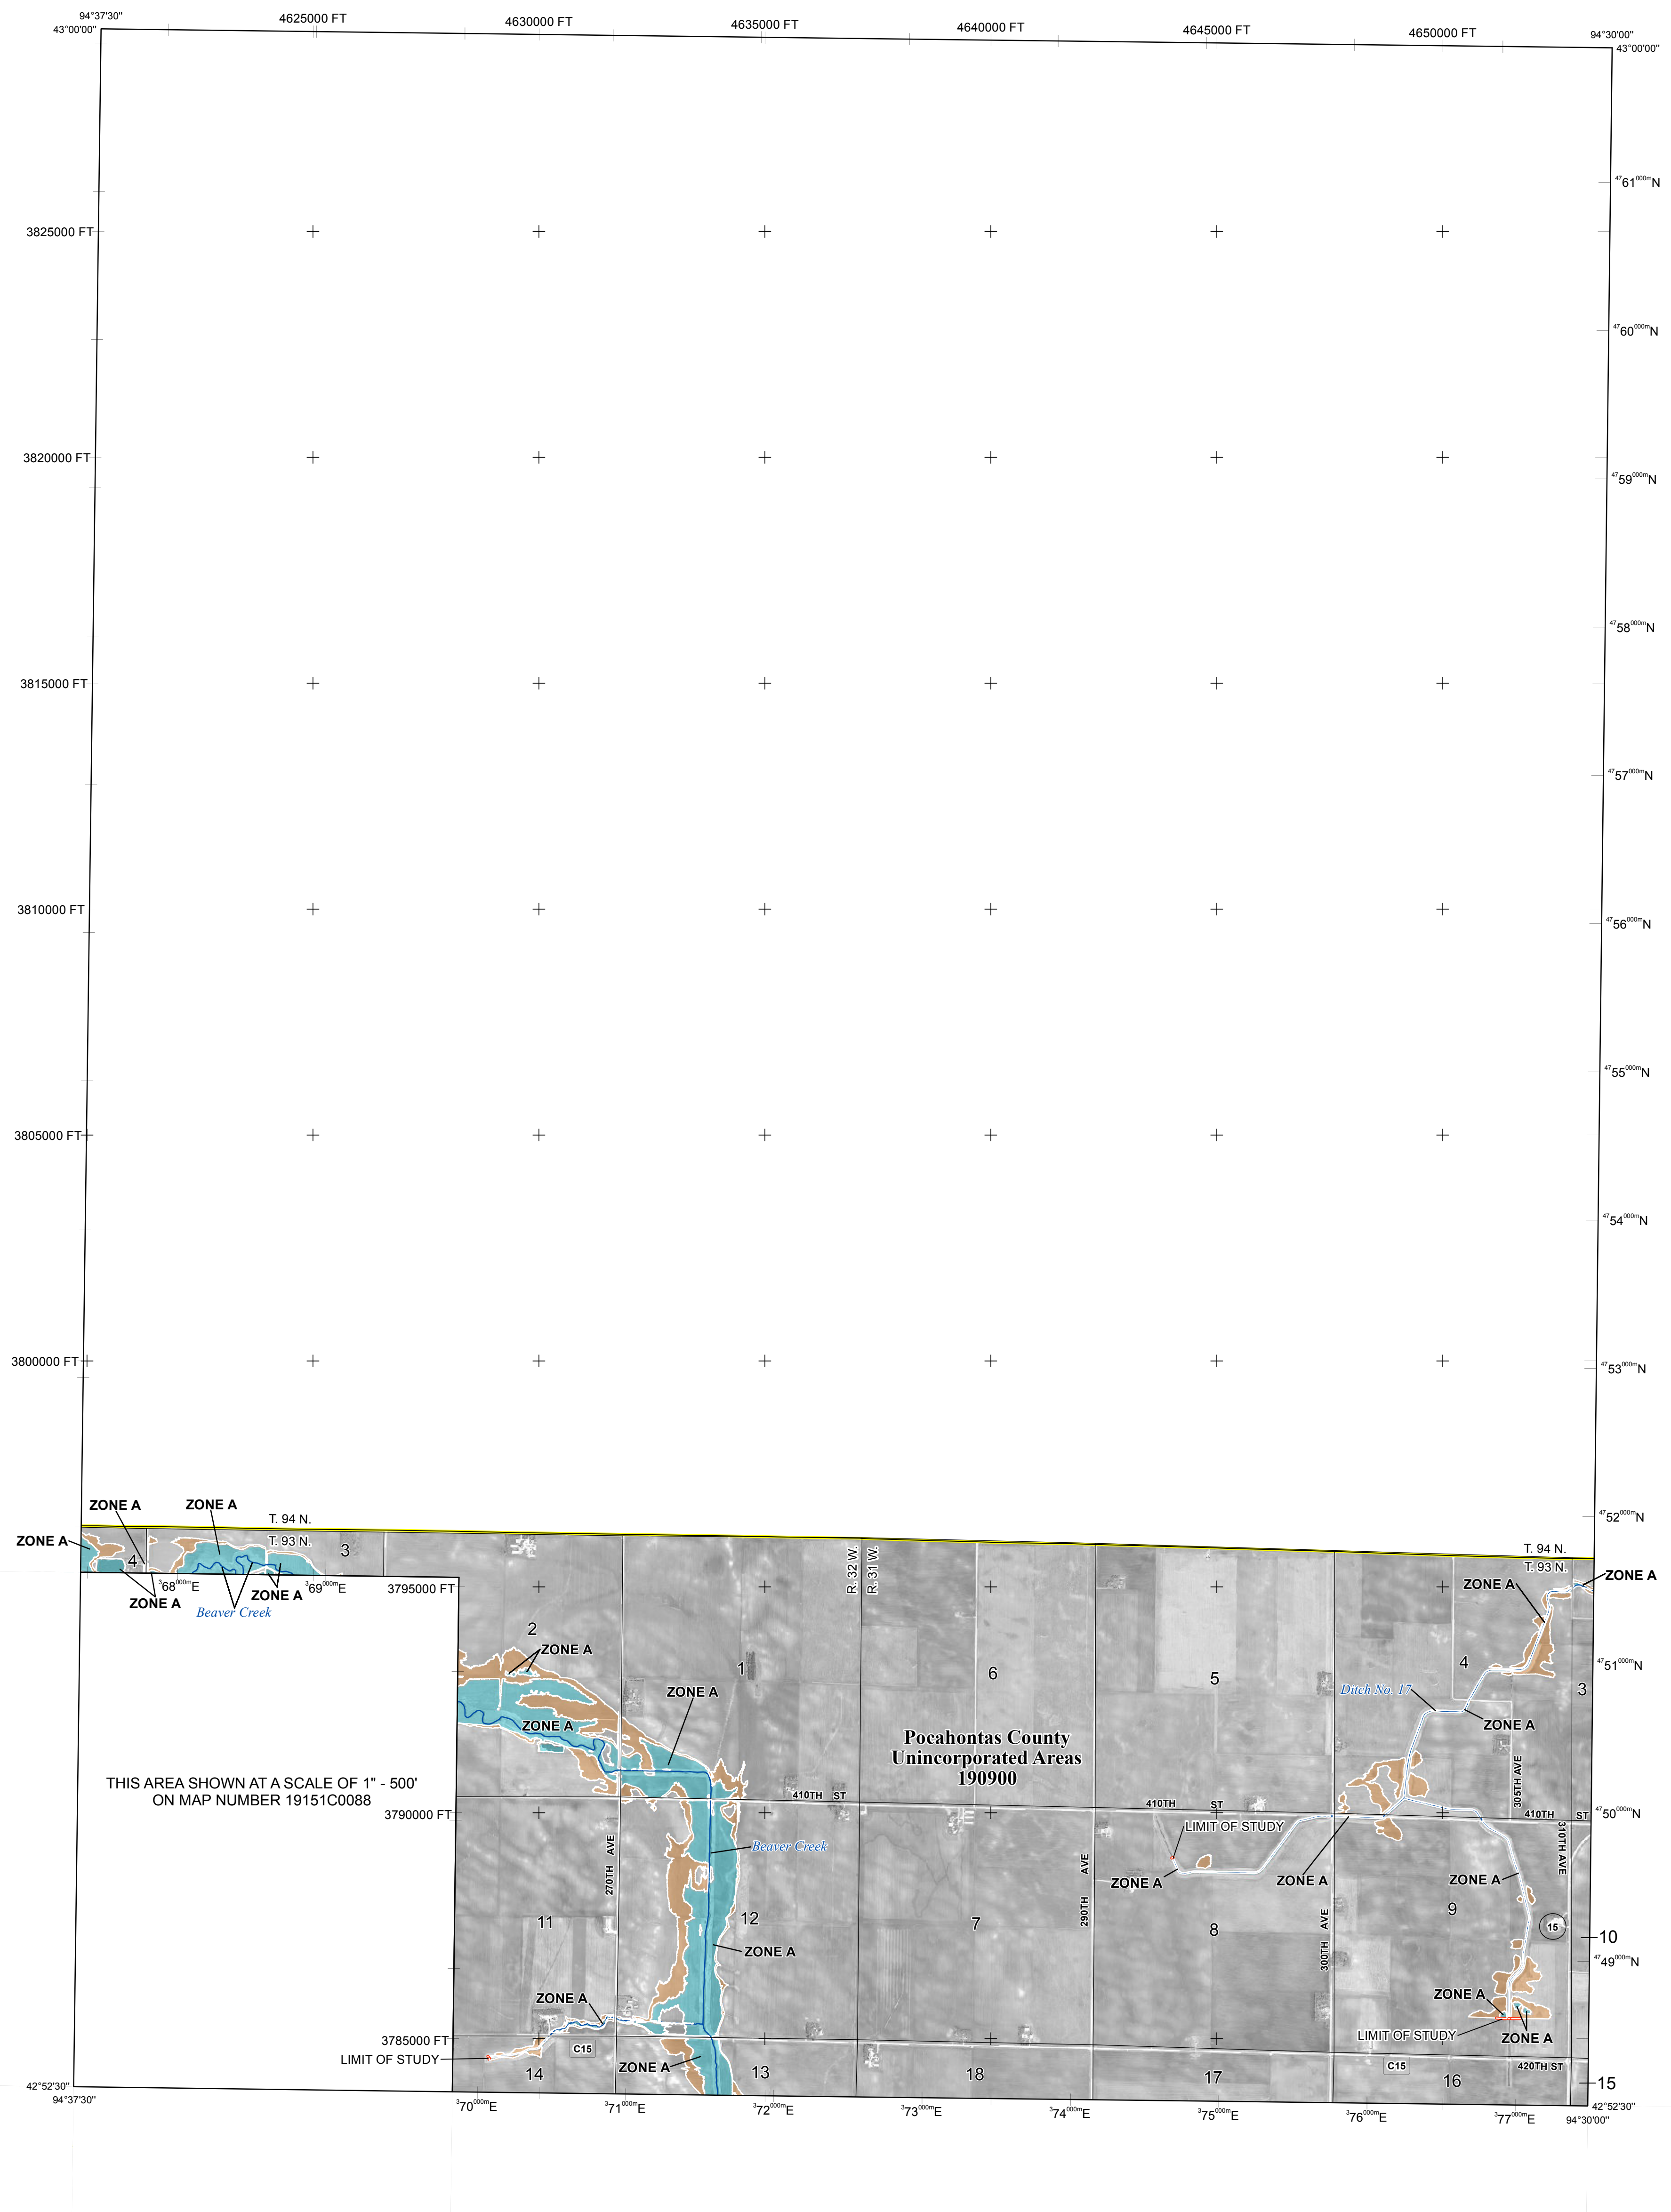 94°37'30"
4625000 FT
4630000 FT
4635000 FT
4640000 FT
4645000 FT
4650000 FT
94°30'00"
43°00'00"
43°00'00"
4761000mN
3825000 FT
4760000mN
3820000 FT
4759000mN
4758000mN
3815000 FT
4757000mN
3810000 FT
4756000mN
4755000mN
3805000 FT
4754000mN
3800000 FT
4753000mN
ZONE A
ZONE A
T. 94 N.
4752000mN
ZONE A
T. 93 N.
4
3
T. 94 N.
T. 93 N.
R. 32 W.
R. 31 W.
368000mE
369000mE
3795000 FT
ZONE A
ZONE A
ZONE A
ZONE A
Beaver Creek
2
ZONE A
1
6
5
4
4751000mN
3
ZONE A
Ditch No. 17
ZONE A
ZONE A
Pocahontas County
Unincorporated Areas
190900
305TH AVE
THIS AREA SHOWN AT A SCALE OF 1" - 500'
ON MAP NUMBER 19151C0088
410TH ST
410TH ST
410TH ST
3790000 FT
4750000mN
LIMIT OF STUDY
310TH AVE
Beaver Creek
270TH AVE
290TH AVE
300TH AVE
ZONE A
ZONE A
ZONE A
11
12
7
8
9
15
10
ZONE A
4749000mN
ZONE A
ZONE A
3785000 FT
LIMIT OF STUDY
ZONE A
C15
LIMIT OF STUDY
ZONE A
C15
420TH ST
14
13
18
17
16
15
42°52'30"
94°37'30"
370000mE
371000mE
372000mE
373000mE
374000mE
375000mE
376000mE
377000mE
42°52'30"
94°30'00"